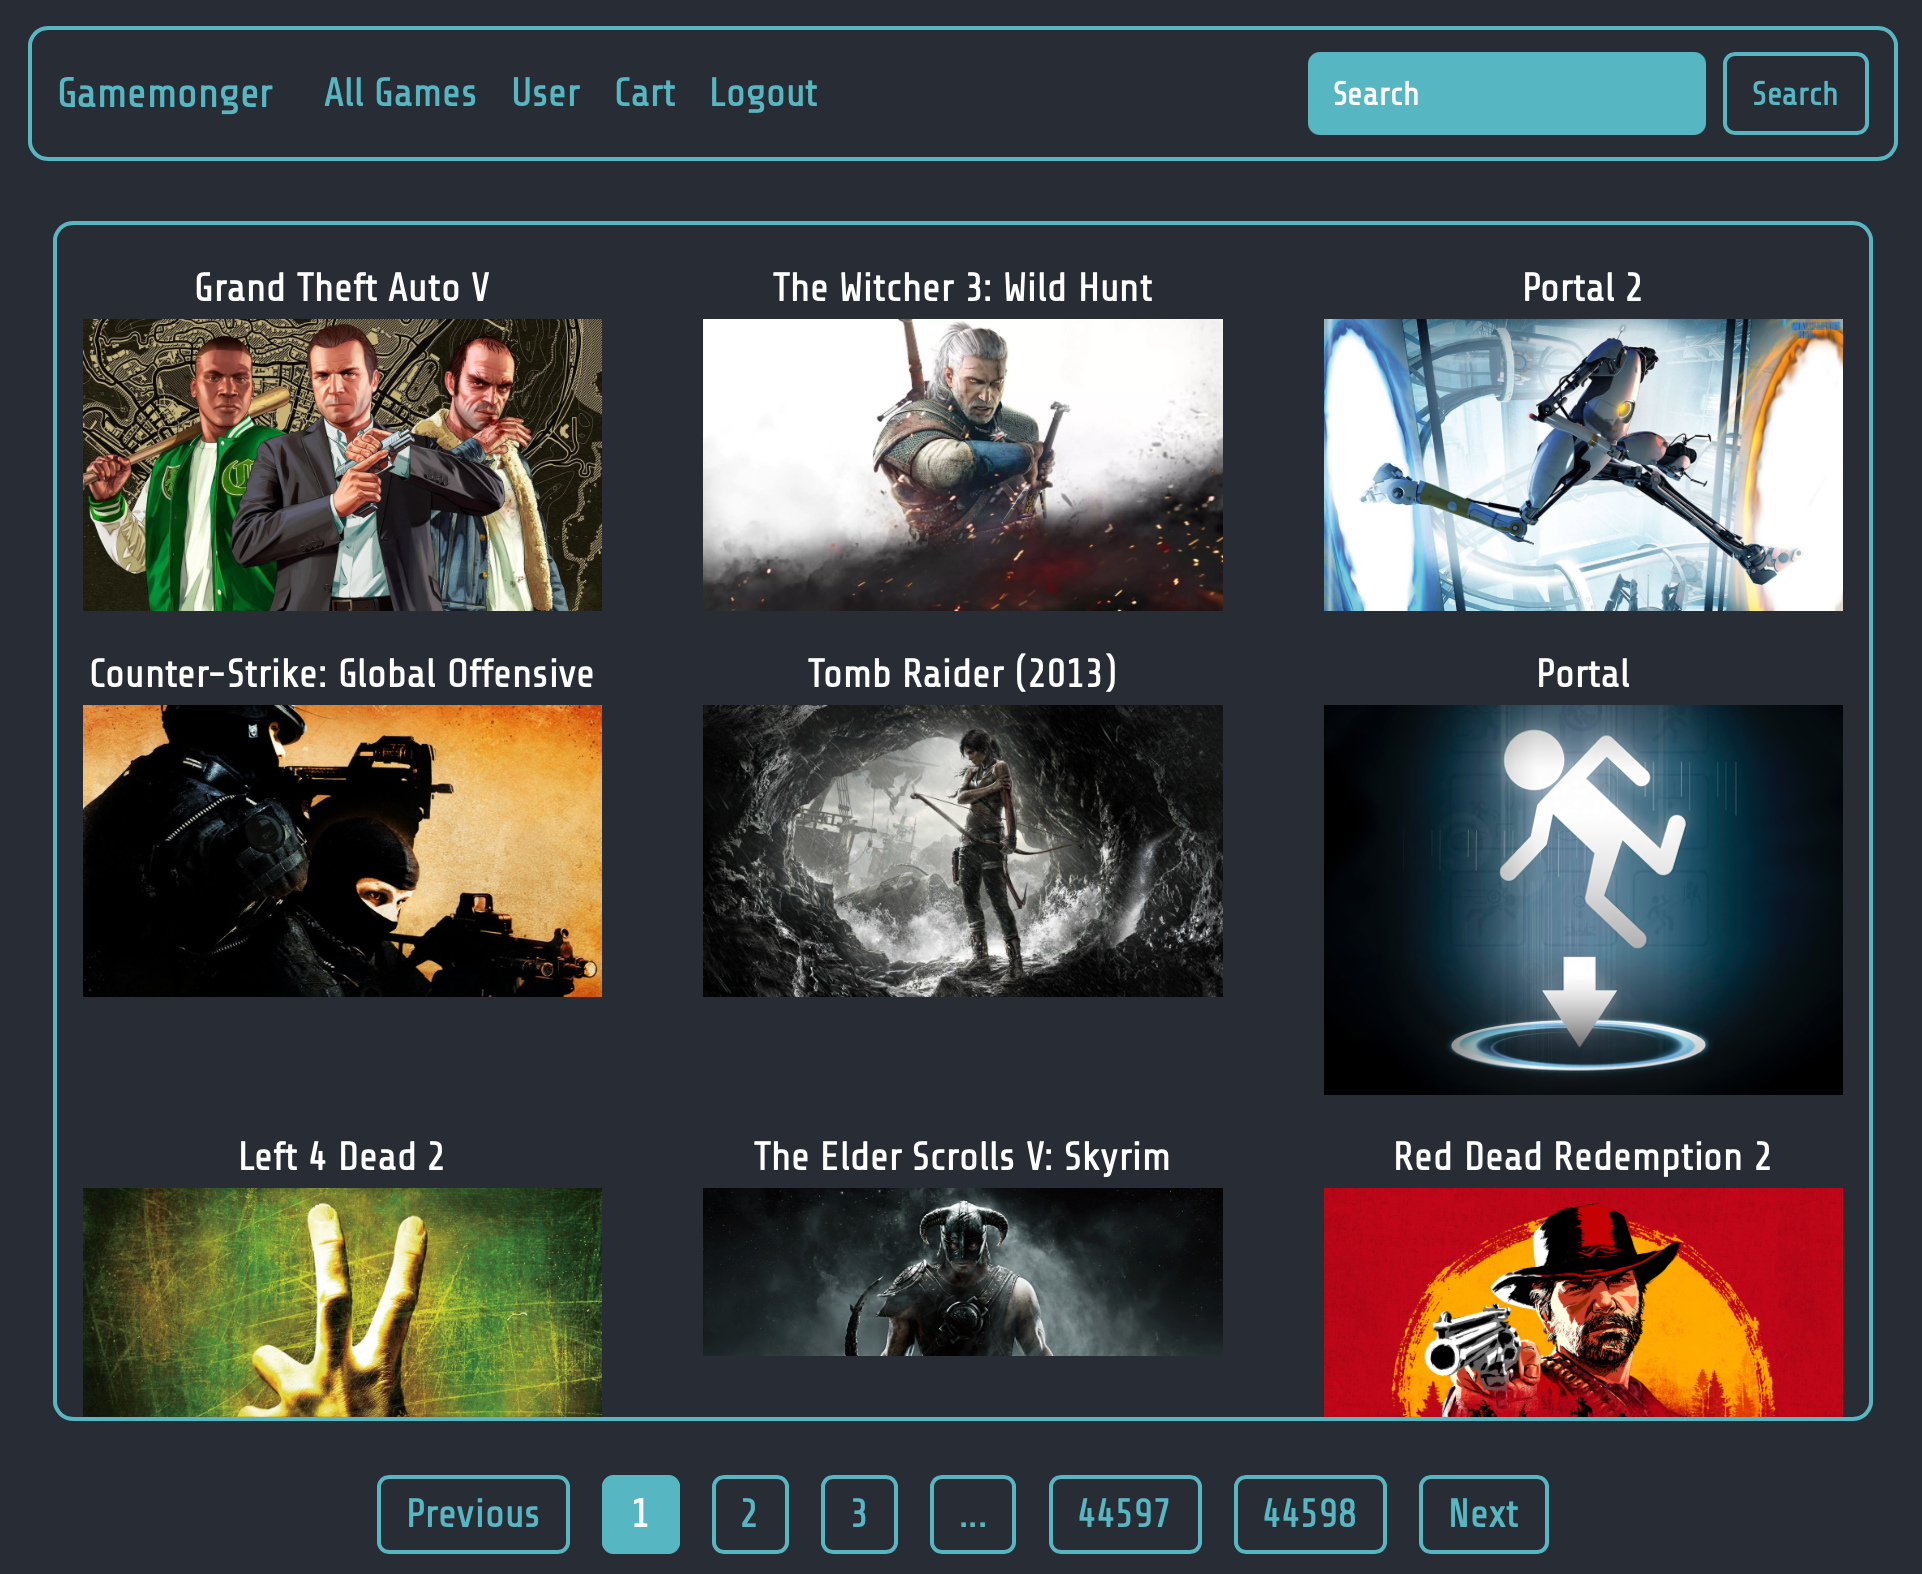 Gamemonger All Games User Cart Logout Search Search
Grand Theft Auto V The Witcher 3: Wild Hunt Portal 2
Counter-Strike: Global Offensive Tomb Raider (2013) Portal
Left 4 Dead 2 The Elder Scrolls V: Skyrim Red Dead Redemption 2
Previous 1 2 3 ... 44597 44598 Next